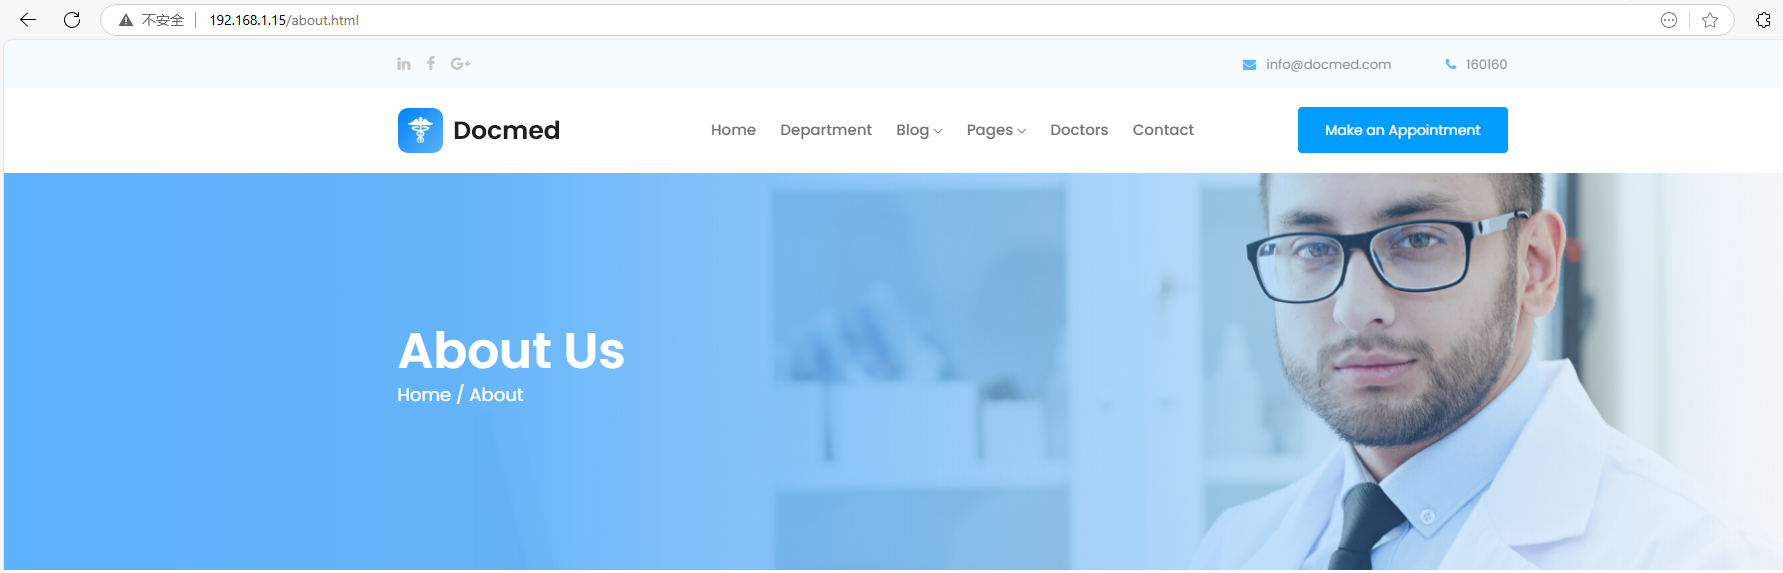 不安全 192.168.1.15/about.html
in f G+ info@docmed.com 160160
Docmed Home Department Blog Pages Doctors Contact Make an Appointment
About Us
Home / About